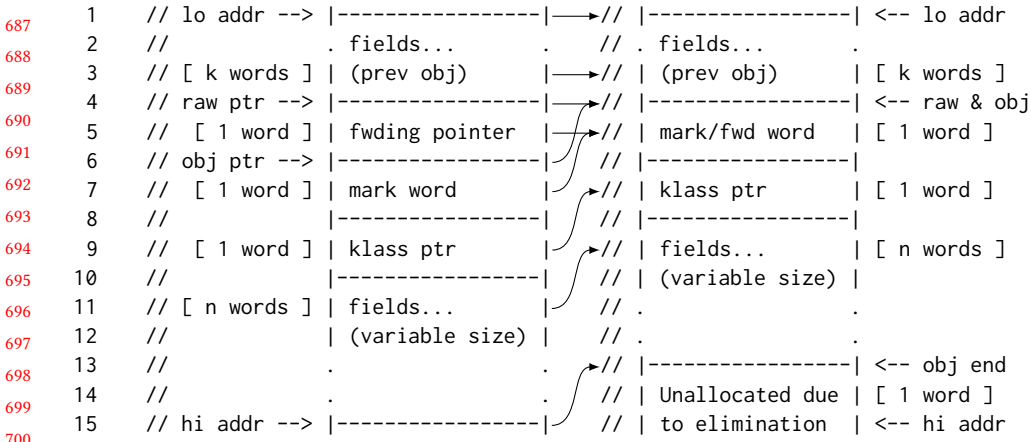 687 1 // lo addr --> |-----------------| // |-----------------| <-- lo addr
2 // . fields... . // . fields... .
688 3 // [ k words ] | (prev obj) | // | (prev obj) | [ k words ]
689 4 // raw ptr --> |-----------------| // |-----------------| <-- raw & obj
690 5 // [ 1 word ] | fwding pointer | // | mark/fwd word | [ 1 word ]
691 6 // obj ptr --> |-----------------| // |-----------------|
692 7 // [ 1 word ] | mark word | // | klass ptr | [ 1 word ]
693 8 // |-----------------| // |-----------------|
694 9 // [ 1 word ] | klass ptr | // | fields... | [ n words ]
695 10 // |-----------------| // | (variable size) |
696 11 // [ n words ] | fields... | // . .
697 12 // | (variable size) | // . .
698 13 // . . // |-----------------| <-- obj end
699 14 // . . // | Unallocated due | [ 1 word ]
700 15 // hi addr --> |-----------------| // | to elimination | <-- hi addr